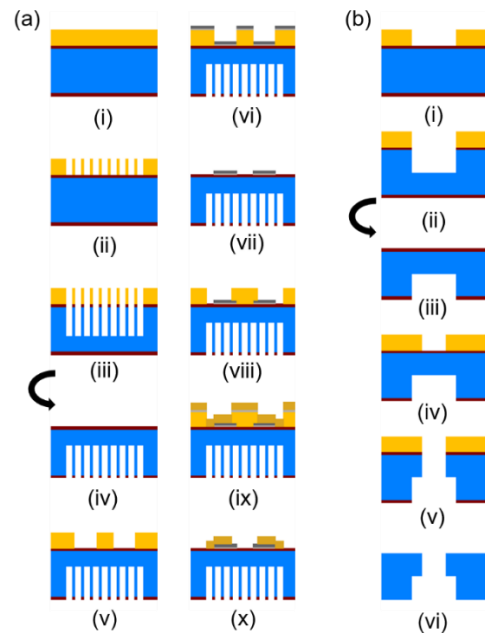 (a)
(b)
(i)
(ii)
(iii)
(iv)
(v)
(vi)
(vii)
(viii)
(ix)
(x)
(i)
(ii)
(iii)
(iv)
(v)
(vi)